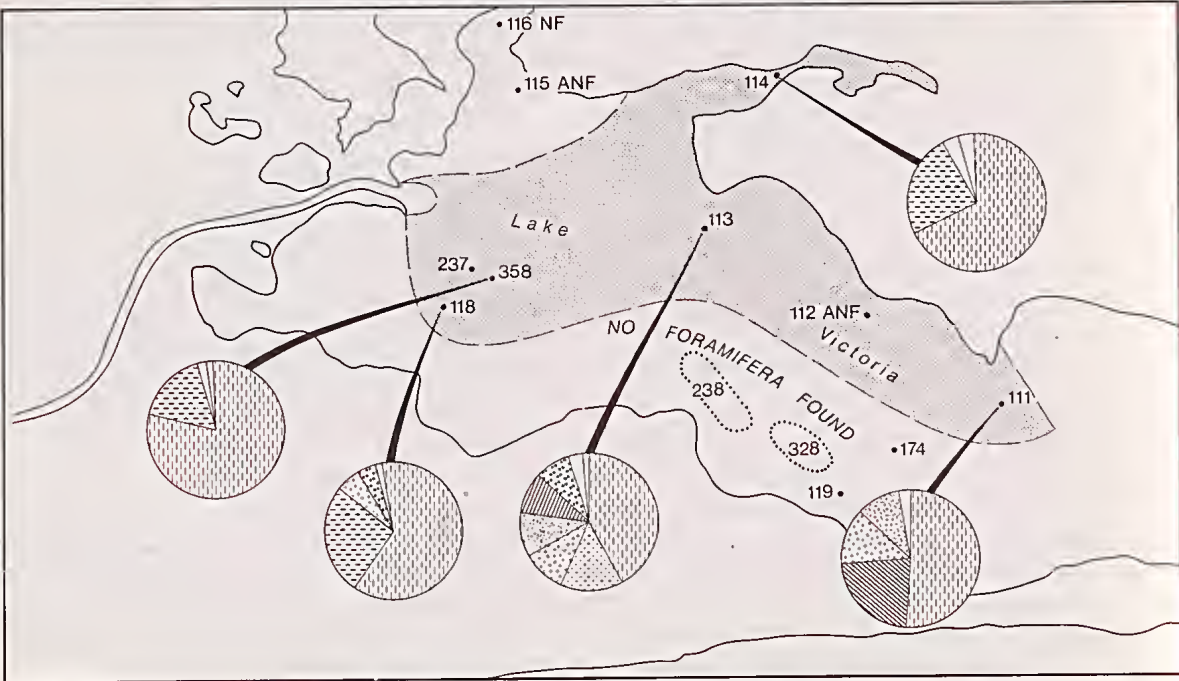 116 NF
115 ANF
114
Lake
113
237
358
118
112 ANF
Victoria
NO FORAMIFERA FOUND
238
328
111
174
119